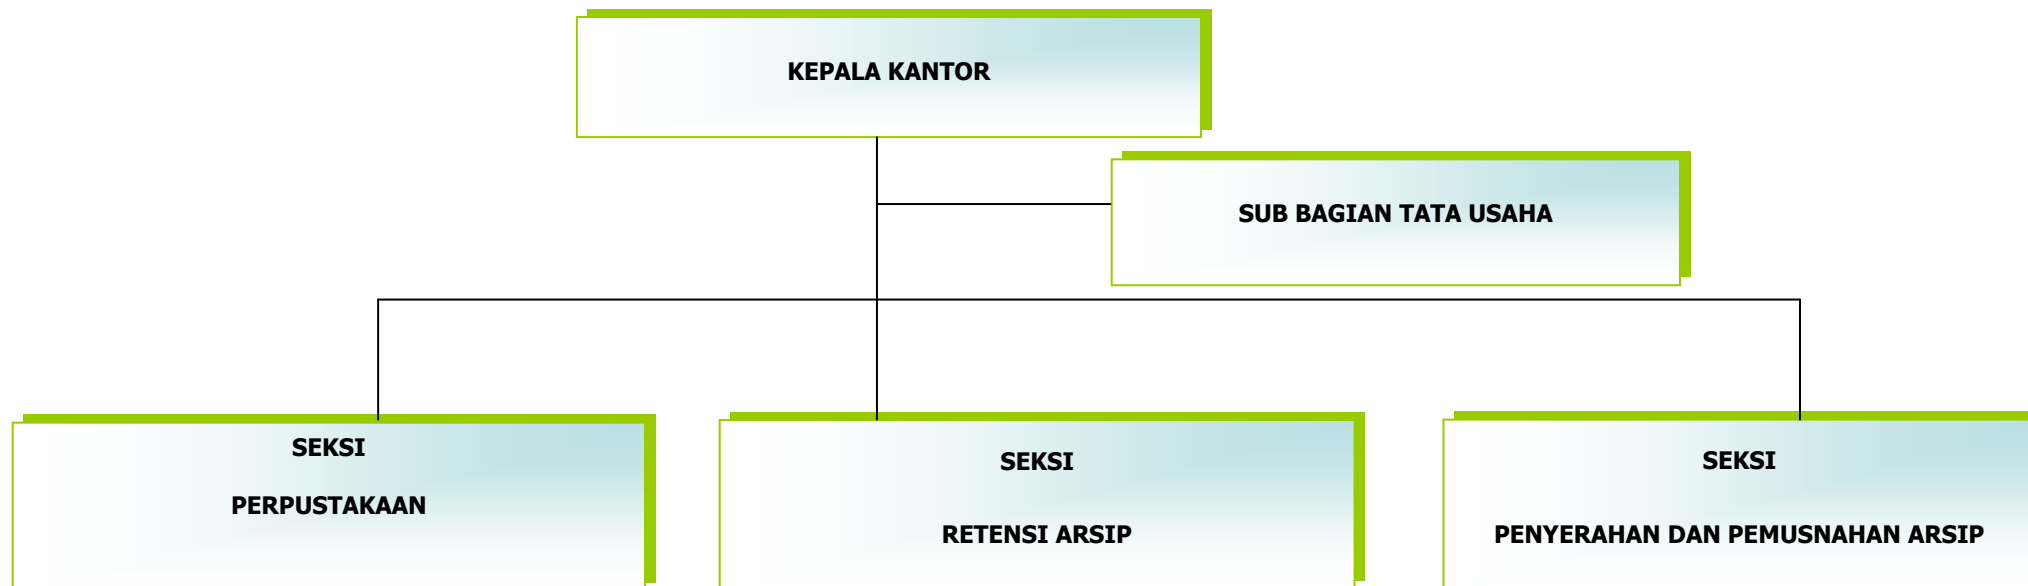 KEPALA KANTOR
SUB BAGIAN TATA USAHA
SEKSI
PERPUSTAKAAN
SEKSI
RETENSI ARSIP
SEKSI
PENYERAHAN DAN PEMUSNAHAN ARSIP